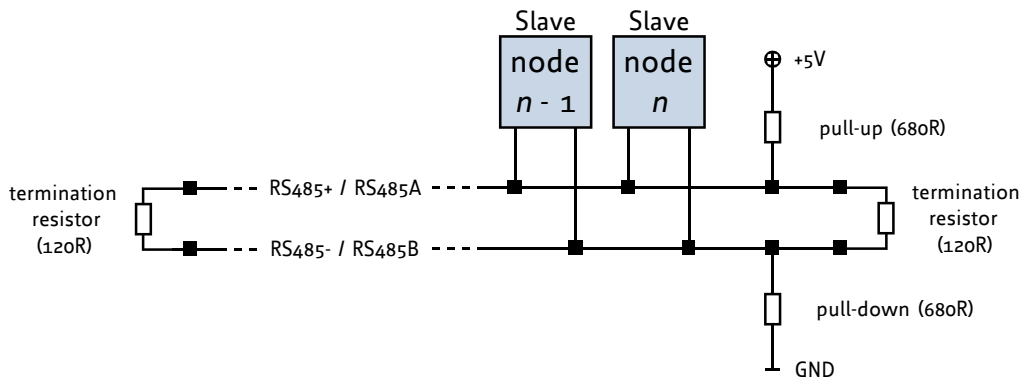 Slave
Slave
node
n - 1
node
n
+5V
pull-up (680R)
termination
resistor
(120R)
RS485+ / RS485A
RS485- / RS485B
termination
resistor
(120R)
pull-down (680R)
GND